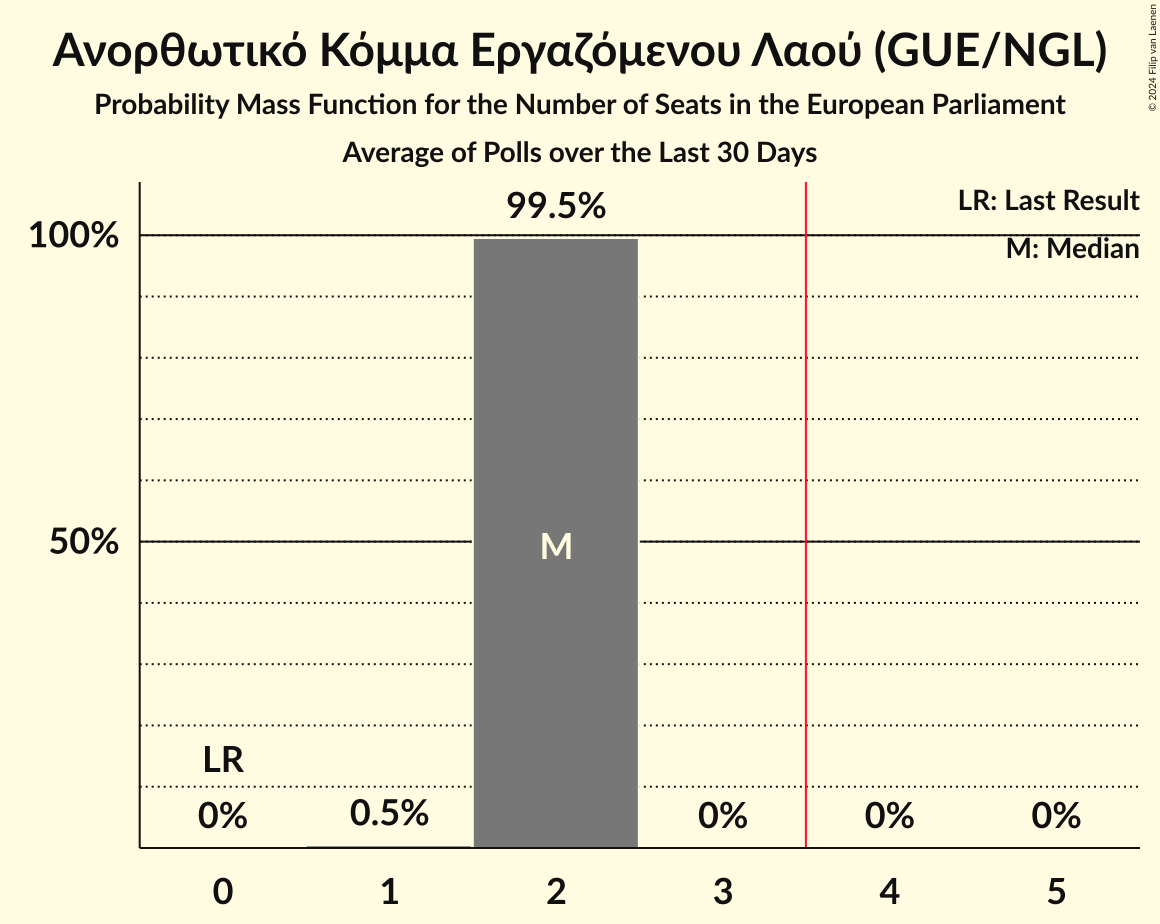 Ανορθωτικό Κόμμα Εργαζόμενου Λαού (GUE/NGL)
Probability Mass Function for the Number of Seats in the European Parliament
Average of Polls over the Last 30 Days
© 2024 Filip van Laenen
LR: Last Result
M: Median
100%
50%
99.5%
M
LR
0%
0.5%
0%
0%
0%
0
1
2
3
4
5